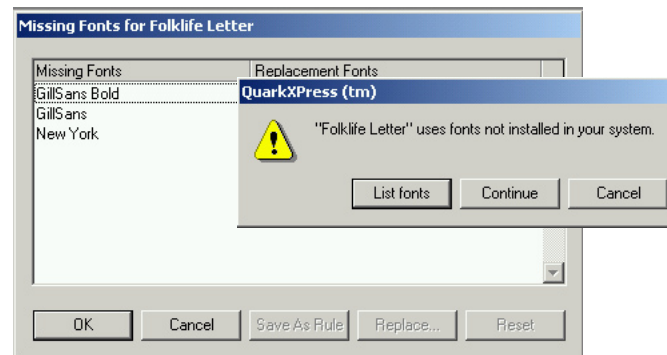 Missing Fonts for Folklife Letter
Missing Fonts Replacement Fonts
GillSans Bold
GillSans
New York
QuarkXPress (tm)
"Folklife Letter" uses fonts not installed in your system.
List fonts Continue Cancel
OK Cancel Save As Rule Replace... Reset